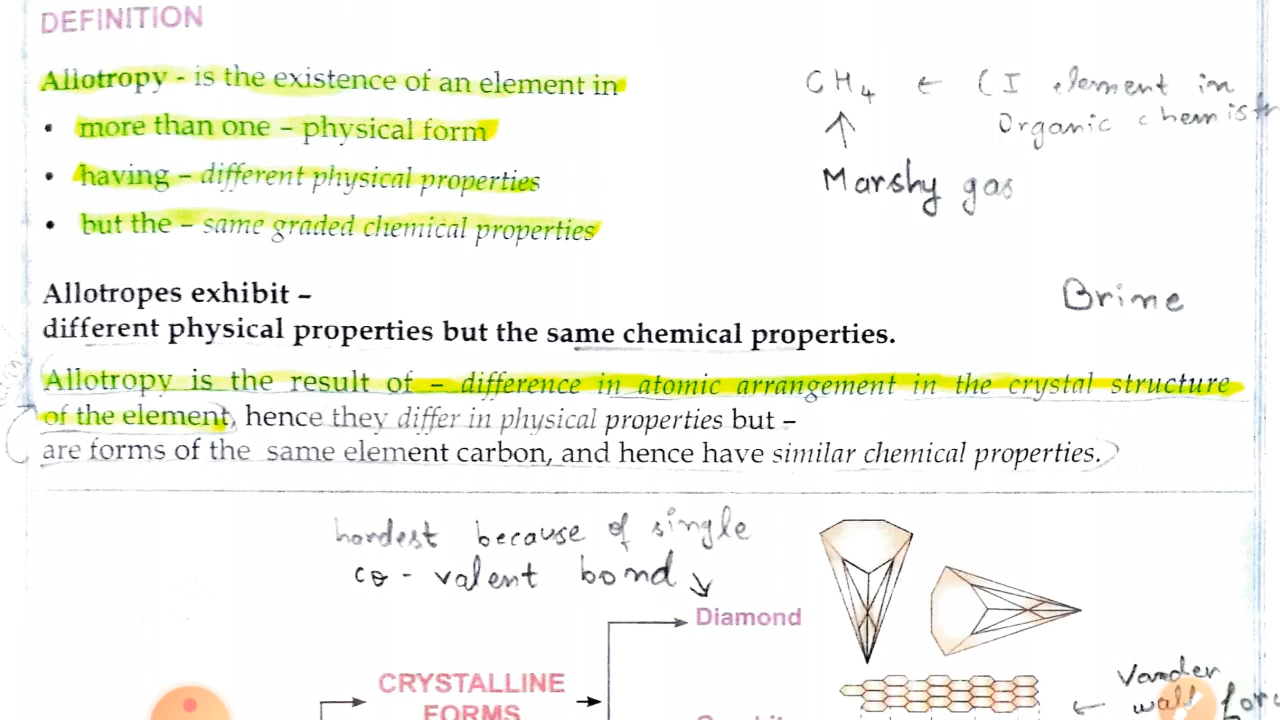 DEFINITION
Allotropy - is the existence of an element in
• more than one – physical form
• having – different physical properties
• but the – same graded chemical properties
CH4 ← (I element in
Organic chemistr
↑
Marshy gas
Allotropes exhibit –
different physical properties but the same chemical properties.
Brine
Allotropy is the result of – difference in atomic arrangement in the crystal structure
of the element, hence they differ in physical properties but –
are forms of the same element carbon, and hence have similar chemical properties.
hardest because of single
co - valent bond ↘
Diamond
CRYSTALLINE
FORMS
Vander
← wall forc